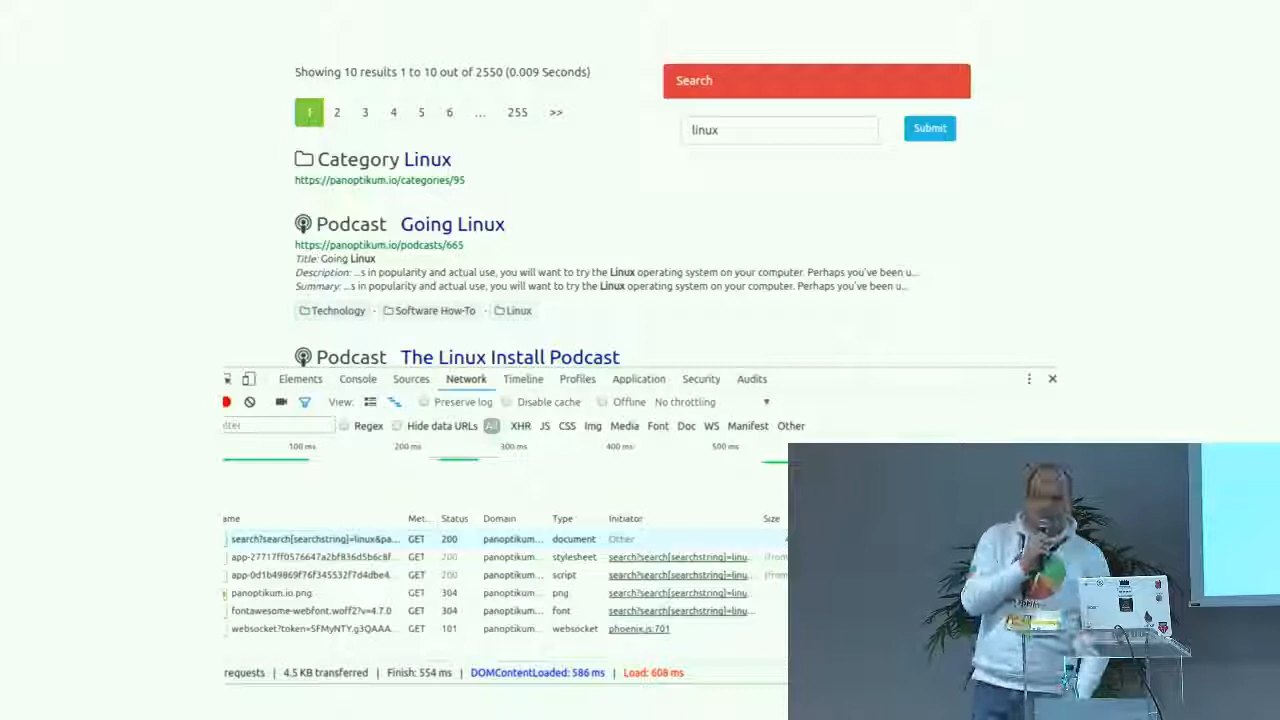 Showing 10 results 1 to 10 out of 2550 (0.009 Seconds)
1 2 3 4 5 6 ... 255 >>
Search
linux
Submit
Category Linux
https://panoptikum.io/categories/95
Podcast Going Linux
https://panoptikum.io/podcasts/665
Title: Going Linux
Description: ...s in popularity and actual use, you will want to try the Linux operating system on your computer. Perhaps you've been u...
Summary: ...s in popularity and actual use, you will want to try the Linux operating system on your computer. Perhaps you've been u...
Technology · Software How-To · Linux
Podcast The Linux Install Podcast
Elements Console Sources Network Timeline Profiles Application Security Audits
View: Preserve log Disable cache Offline No throttling
Regex Hide data URLs All XHR JS CSS Img Media Font Doc WS Manifest Other
100 ms 200 ms 300 ms 400 ms 500 ms
ame Met... Status Domain Type Initiator Size
search?search[searchstring]=linux&pa... GET 200 panoptikum... document Other
app-27717ff0576647a2bf836d5b6c8f... GET 200 panoptikum... stylesheet search?search[searchstring]=linu... (from
app-0d1b49869f76f345532f7d4dbe4... GET 200 panoptikum... script search?search[searchstring]=linu... (from
panoptikum.io.png GET 304 panoptikum... png search?search[searchstring]=linu...
fontawesome-webfont.woff2?v=4.7.0 GET 304 panoptikum... font search?search[searchstring]=linu...
websocket?token=SFMyNTY.g3QAAA... GET 101 panoptikum... websocket phoenix.js:701
requests | 4.5 KB transferred | Finish: 554 ms | DOMContentLoaded: 586 ms | Load: 608 ms